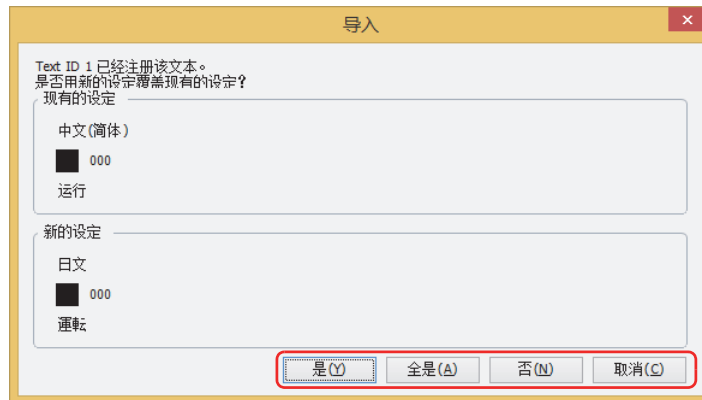 导入
Text ID 1 已经注册该文本。
是否用新的设定覆盖现有的设定?
现有的设定
中文(简体)
000
运行
新的设定
日文
000
運転
是(Y) 全是(A) 否(N) 取消(C)